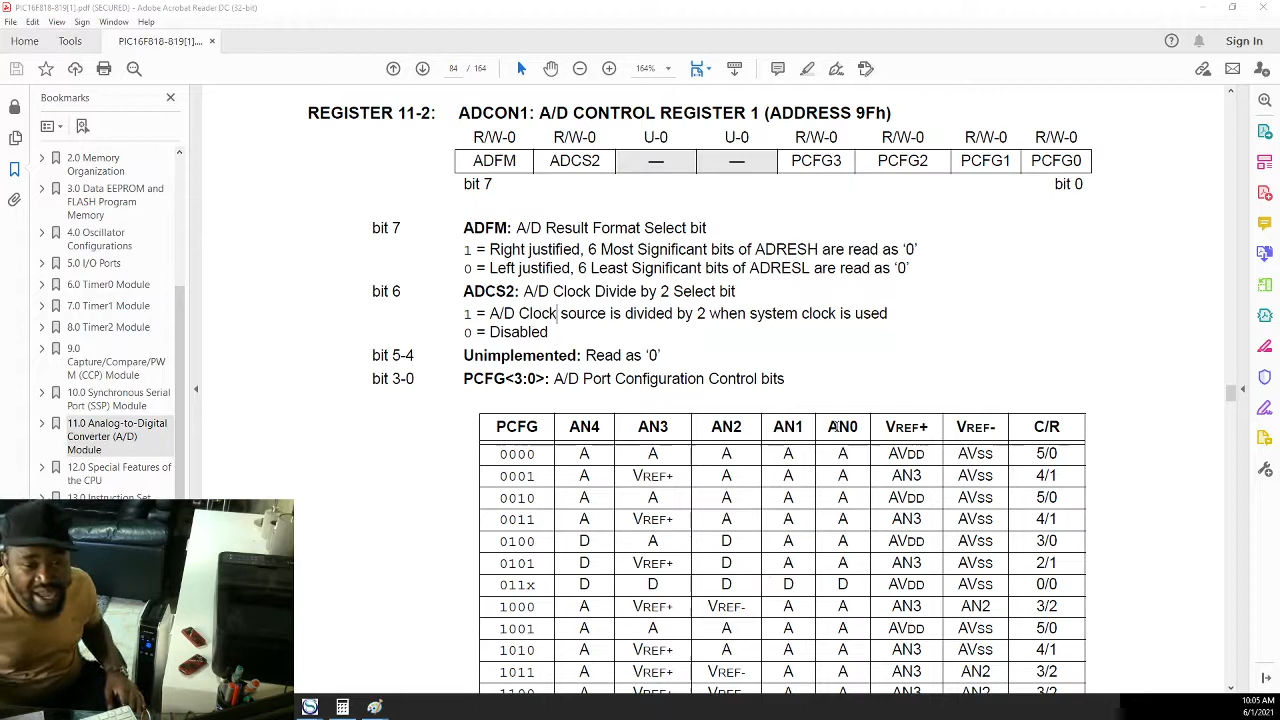 PIC16F818-819[1].pdf (SECURED) - Adobe Acrobat Reader DC (32-bit)
File Edit View Sign Window Help
Home Tools PIC16F818-819[1].... × Sign In
84 / 164 164%
Bookmarks
2.0 Memory
Organization
3.0 Data EEPROM and
FLASH Program
Memory
4.0 Oscillator
Configurations
5.0 I/O Ports
6.0 Timer0 Module
7.0 Timer1 Module
8.0 Timer2 Module
9.0
Capture/Compare/PW
M (CCP) Module
10.0 Synchronous Serial
Port (SSP) Module
11.0 Analog-to-Digital
Converter (A/D)
Module
12.0 Special Features of
the CPU
13.0 Instruction Set
REGISTER 11-2: ADCON1: A/D CONTROL REGISTER 1 (ADDRESS 9Fh)
R/W-0 R/W-0 U-0 U-0 R/W-0 R/W-0 R/W-0 R/W-0
ADFM ADCS2 — — PCFG3 PCFG2 PCFG1 PCFG0
bit 7 bit 0
bit 7 ADFM: A/D Result Format Select bit
1 = Right justified, 6 Most Significant bits of ADRESH are read as ‘0’
0 = Left justified, 6 Least Significant bits of ADRESL are read as ‘0’
bit 6 ADCS2: A/D Clock Divide by 2 Select bit
1 = A/D Clock source is divided by 2 when system clock is used
0 = Disabled
bit 5-4 Unimplemented: Read as ‘0’
bit 3-0 PCFG<3:0>: A/D Port Configuration Control bits
PCFG AN4 AN3 AN2 AN1 AN0 VREF+ VREF- C/R
0000 A A A A A AVDD AVSS 5/0
0001 A VREF+ A A A AN3 AVSS 4/1
0010 A A A A A AVDD AVSS 5/0
0011 A VREF+ A A A AN3 AVSS 4/1
0100 D A D A A AVDD AVSS 3/0
0101 D VREF+ D A A AN3 AVSS 2/1
011x D D D D D AVDD AVSS 0/0
1000 A VREF+ VREF- A A AN3 AN2 3/2
1001 A A A A A AVDD AVSS 5/0
1010 A VREF+ A A A AN3 AVSS 4/1
1011 A VREF+ VREF- A A AN3 AN2 3/2
1100 A VREF+ VREF- A A AN3 AN2 3/2
10:05 AM
6/1/2021